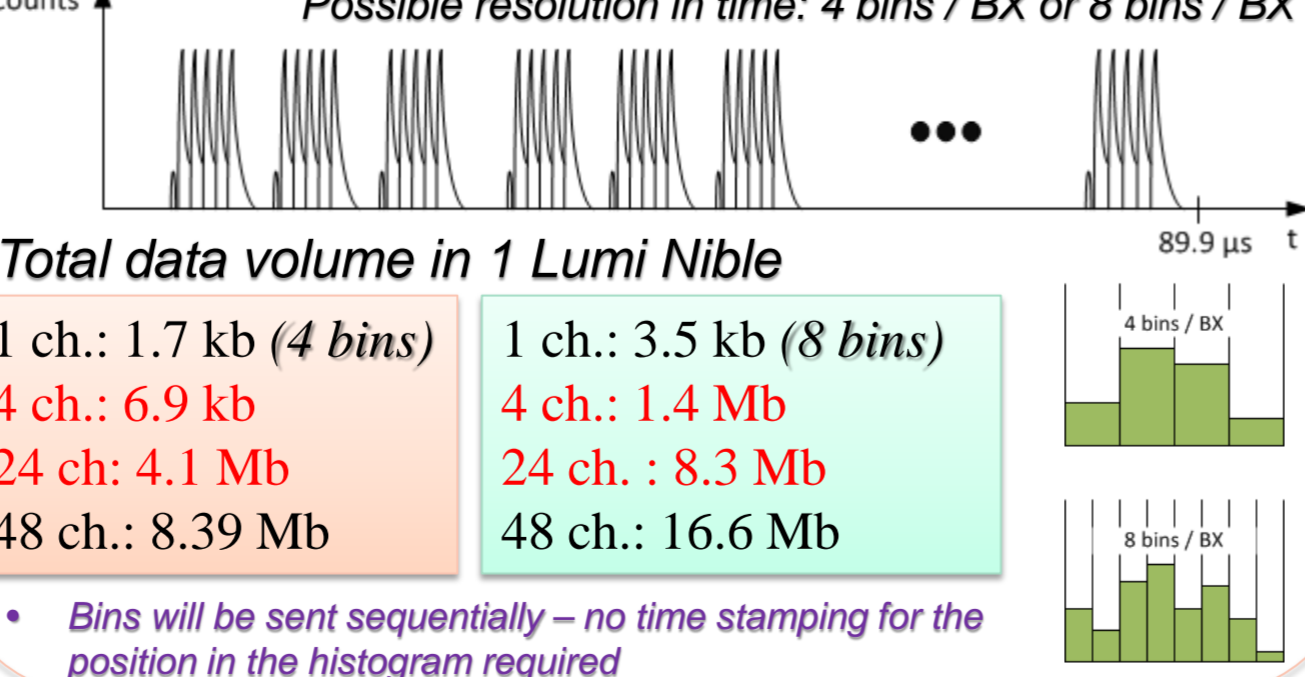 counts
Possible resolution in time: 4 bins / BX or 8 bins / BX
89.9 µs t
Total data volume in 1 Lumi Nible
1 ch.: 1.7 kb (4 bins)
4 ch.: 6.9 kb
24 ch: 4.1 Mb
48 ch.: 8.39 Mb
1 ch.: 3.5 kb (8 bins)
4 ch.: 1.4 Mb
24 ch. : 8.3 Mb
48 ch.: 16.6 Mb
4 bins / BX
8 bins / BX
• Bins will be sent sequentially – no time stamping for the
position in the histogram required